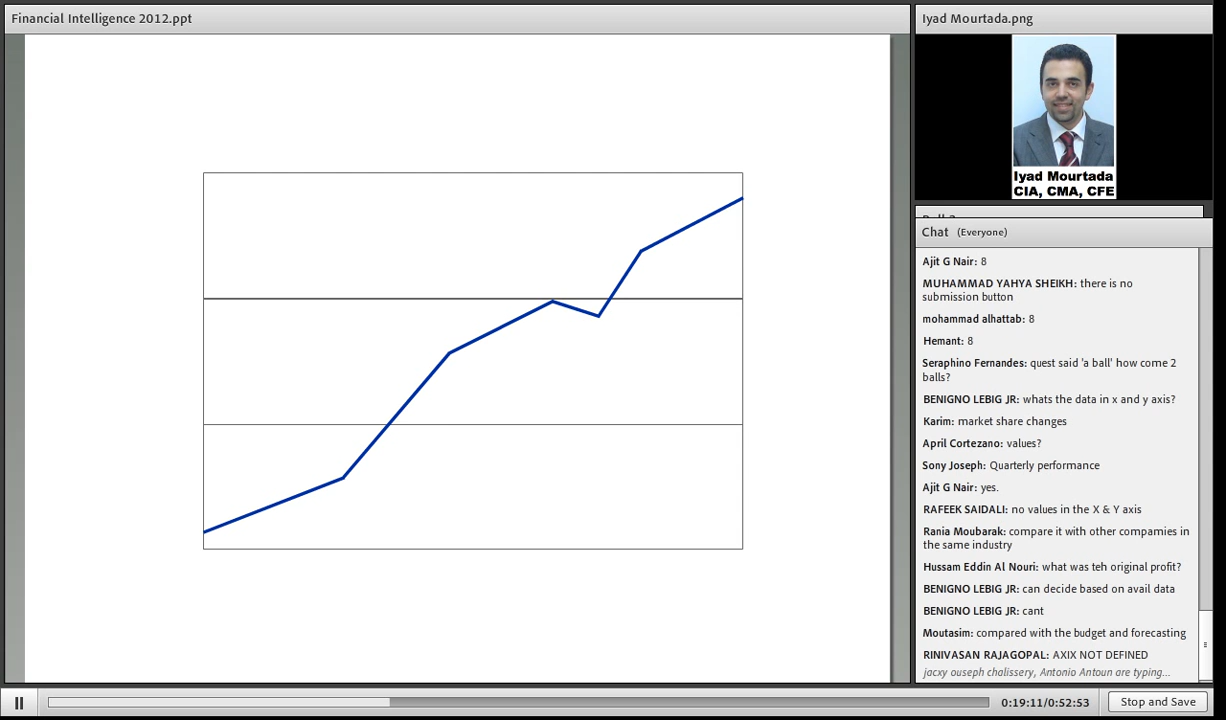 Financial Intelligence 2012.ppt
Iyad Mourtada.png
Iyad Mourtada
CIA, CMA, CFE
Chat (Everyone)
Ajit G Nair: 8
MUHAMMAD YAHYA SHEIKH: there is no
submission button
mohammad alhattab: 8
Hemant: 8
Seraphino Fernandes: quest said 'a ball' how come 2
balls?
BENIGNO LEBIG JR: whats the data in x and y axis?
Karim: market share changes
April Cortezano: values?
Sony Joseph: Quarterly performance
Ajit G Nair: yes.
RAFEEK SAIDALI: no values in the X & Y axis
Rania Moubarak: compare it with other compamies in
the same industry
Hussam Eddin Al Nouri: what was teh original profit?
BENIGNO LEBIG JR: can decide based on avail data
BENIGNO LEBIG JR: cant
Moutasim: compared with the budget and forecasting
RINIVASAN RAJAGOPAL: AXIX NOT DEFINED
jacxy ouseph chalissery, Antonio Antoun are typing...
0:19:11/0:52:53
Stop and Save